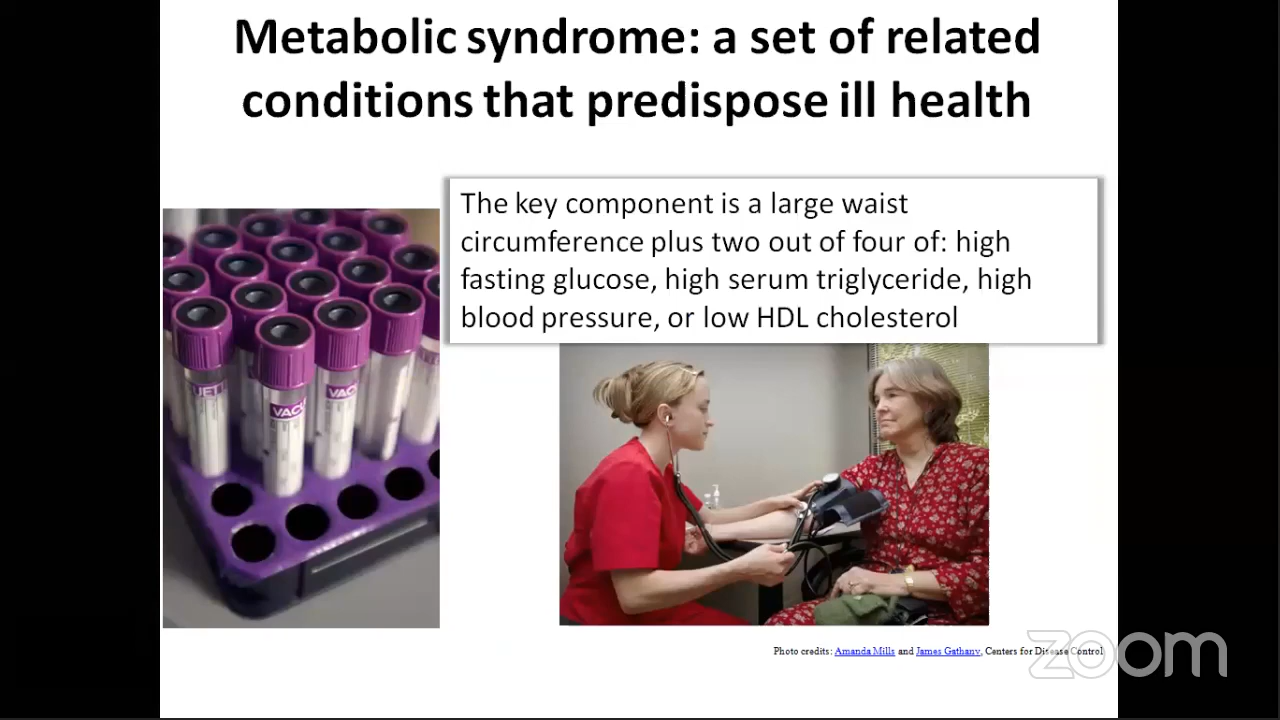 Metabolic syndrome: a set of related
conditions that predispose ill health
The key component is a large waist
circumference plus two out of four of: high
fasting glucose, high serum triglyceride, high
blood pressure, or low HDL cholesterol
VACU
VACU
Photo credits: Amanda Mills and James Gathany, Centers for Disease Control
zoom